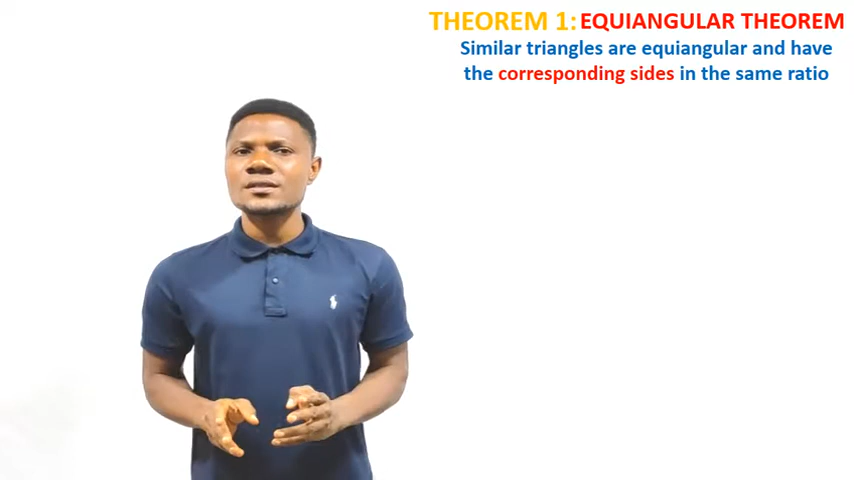 THEOREM 1: EQUIANGULAR THEOREM
Similar triangles are equiangular and have
the corresponding sides in the same ratio